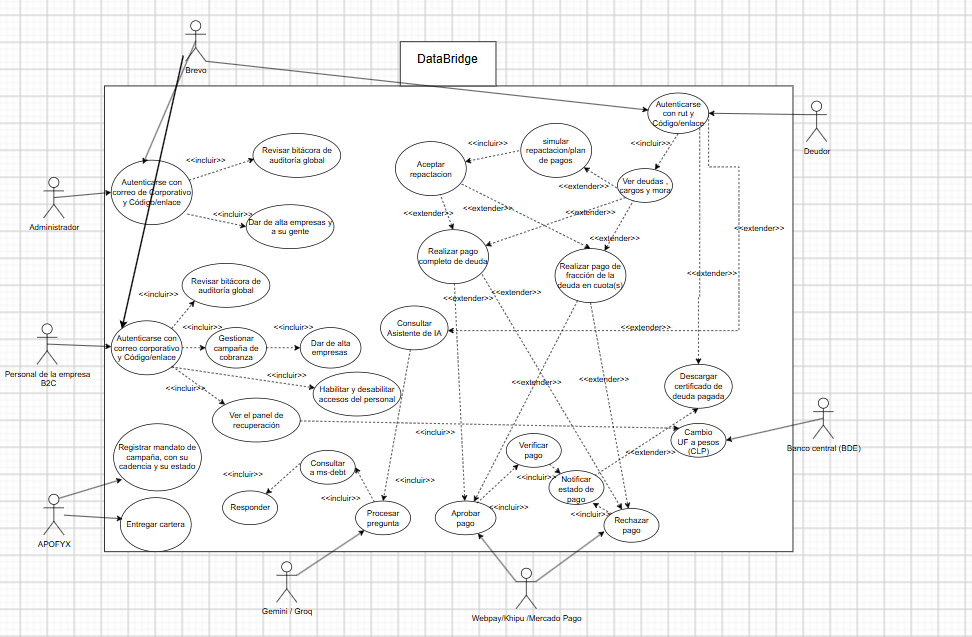 Brevo
DataBridge
Autenticarse
con rut y
Código/enlace
Deudor
<<incluir>>
Revisar bitácora de
auditoría global
<<incluir>>
simular
repactacion/plan
de pagos
<<incluir>>
Aceptar
repactacion
Autenticarse con
correo de Corporativo
y Código/enlace
Administrador
<<extender>>
Ver deudas ,
cargos y mora
<<incluir>>
Dar de alta empresas y
a su gente
<<extender>>
<<extender>>
<<extender>>
<<extender>>
<<extender>>
Realizar pago
completo de deuda
Realizar pago de
fracción de la
deuda en cuota(s)
<<extender>>
Revisar bitácora de
auditoría global
<<incluir>>
<<extender>>
<<extender>>
<<incluir>>
<<incluir>>
Consultar
Asistente de IA
<<extender>>
Autenticarse con
correo corporativo
y Código/enlace
Gestionar
campaña de
cobranza
Dar de alta
empresas
Personal de la empresa
B2C
<<incluir>>
<<incluir>>
Habilitar y desabilitar
accesos del personal
<<extender>>
<<extender>>
Descargar
certificado de
deuda pagada
Ver el panel de
recuperación
<<incluir>>
Cambio
UF a pesos
(CLP)
Banco central (BDE)
Registrar mandato de
campaña, con su
cadencia y su estado
Verificar
pago
<<extender>>
Consultar
a ms-debt
<<incluir>>
<<incluir>>
<<incluir>>
Notificar
estado de
pago
<<incluir>>
Responder
<<incluir>>
<<incluir>>
Procesar
pregunta
Aprobar
pago
Rechazar
pago
Entregar cartera
APOFYX
Gemini / Groq
Webpay/Khipu /Mercado Pago